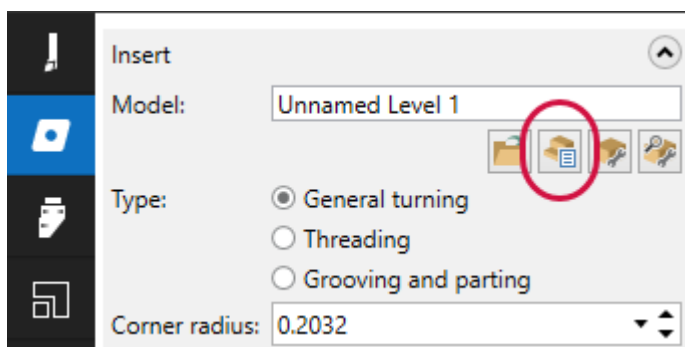 Insert
Model: Unnamed Level 1
Type: General turning
Threading
Grooving and parting
Corner radius: 0.2032